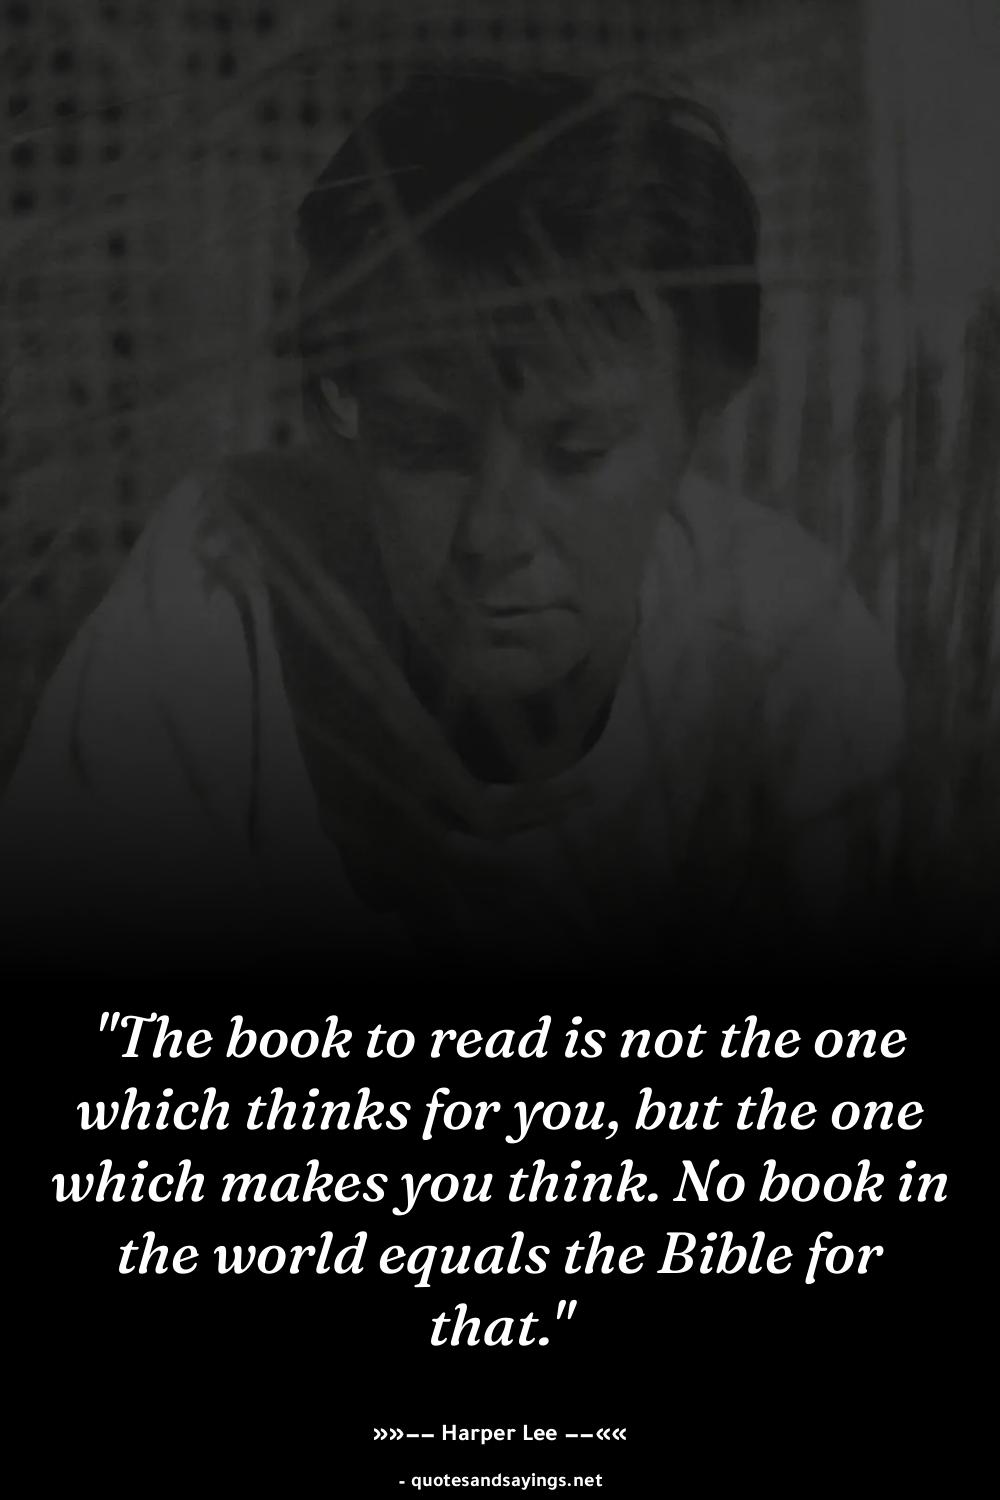 "The book to read is not the one
which thinks for you, but the one
which makes you think. No book in
the world equals the Bible for
that."
»»−− Harper Lee −−««
- quotesandsayings.net